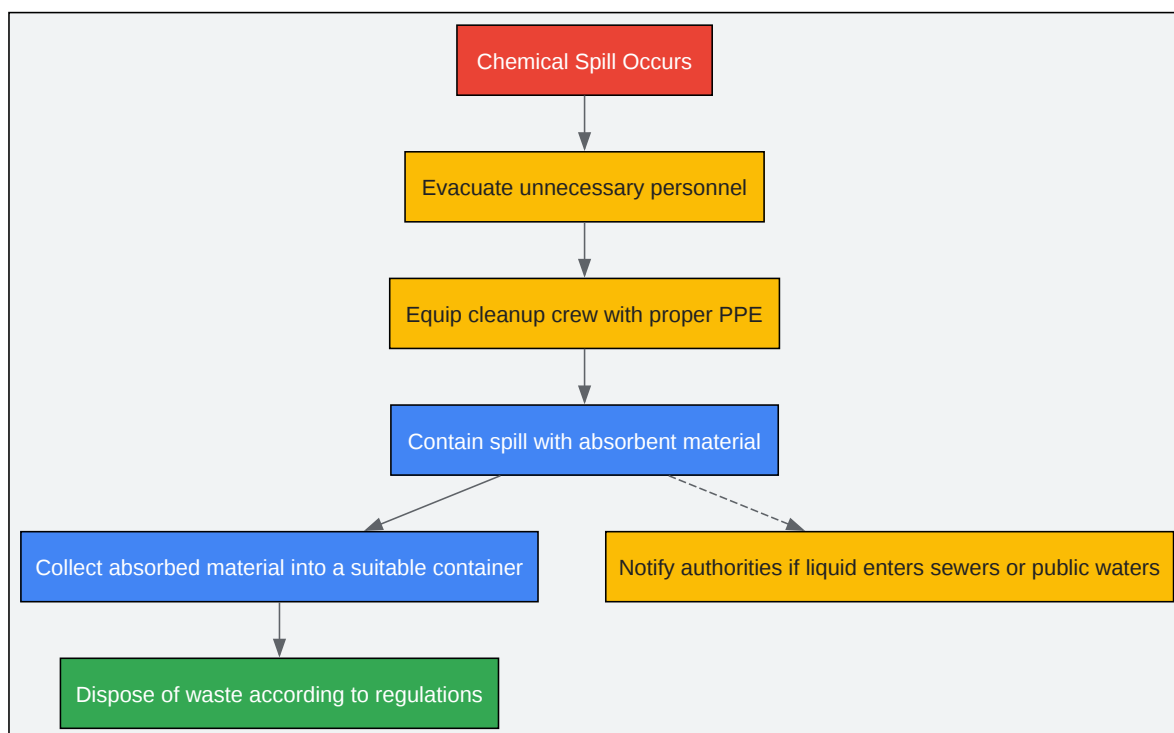 Chemical Spill Occurs
Evacuate unnecessary personnel
Equip cleanup crew with proper PPE
Contain spill with absorbent material
Collect absorbed material into a suitable container
Notify authorities if liquid enters sewers or public waters
Dispose of waste according to regulations